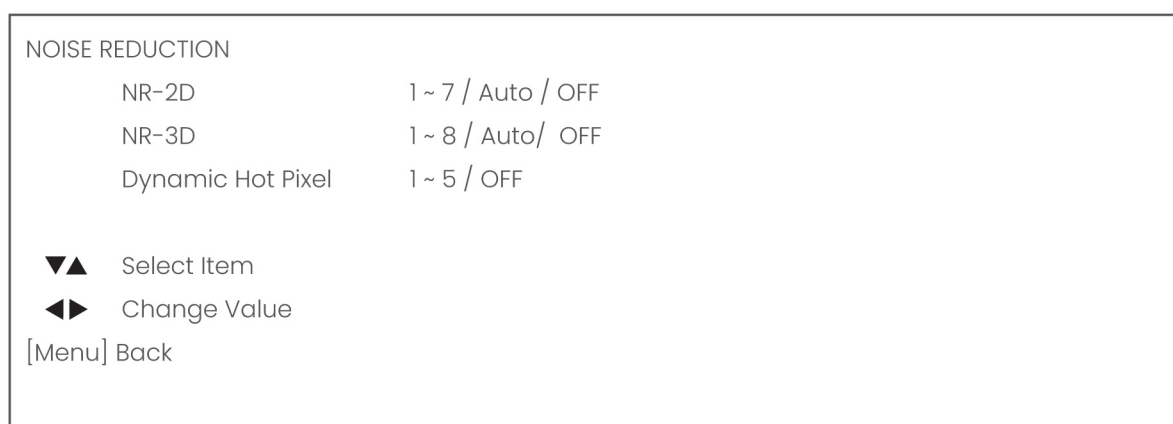 NOISE REDUCTION
NR-2D 1 ~ 7 / Auto / OFF
NR-3D 1 ~ 8 / Auto/ OFF
Dynamic Hot Pixel 1 ~ 5 / OFF
▼▲ Select Item
◀▶ Change Value
[Menu] Back